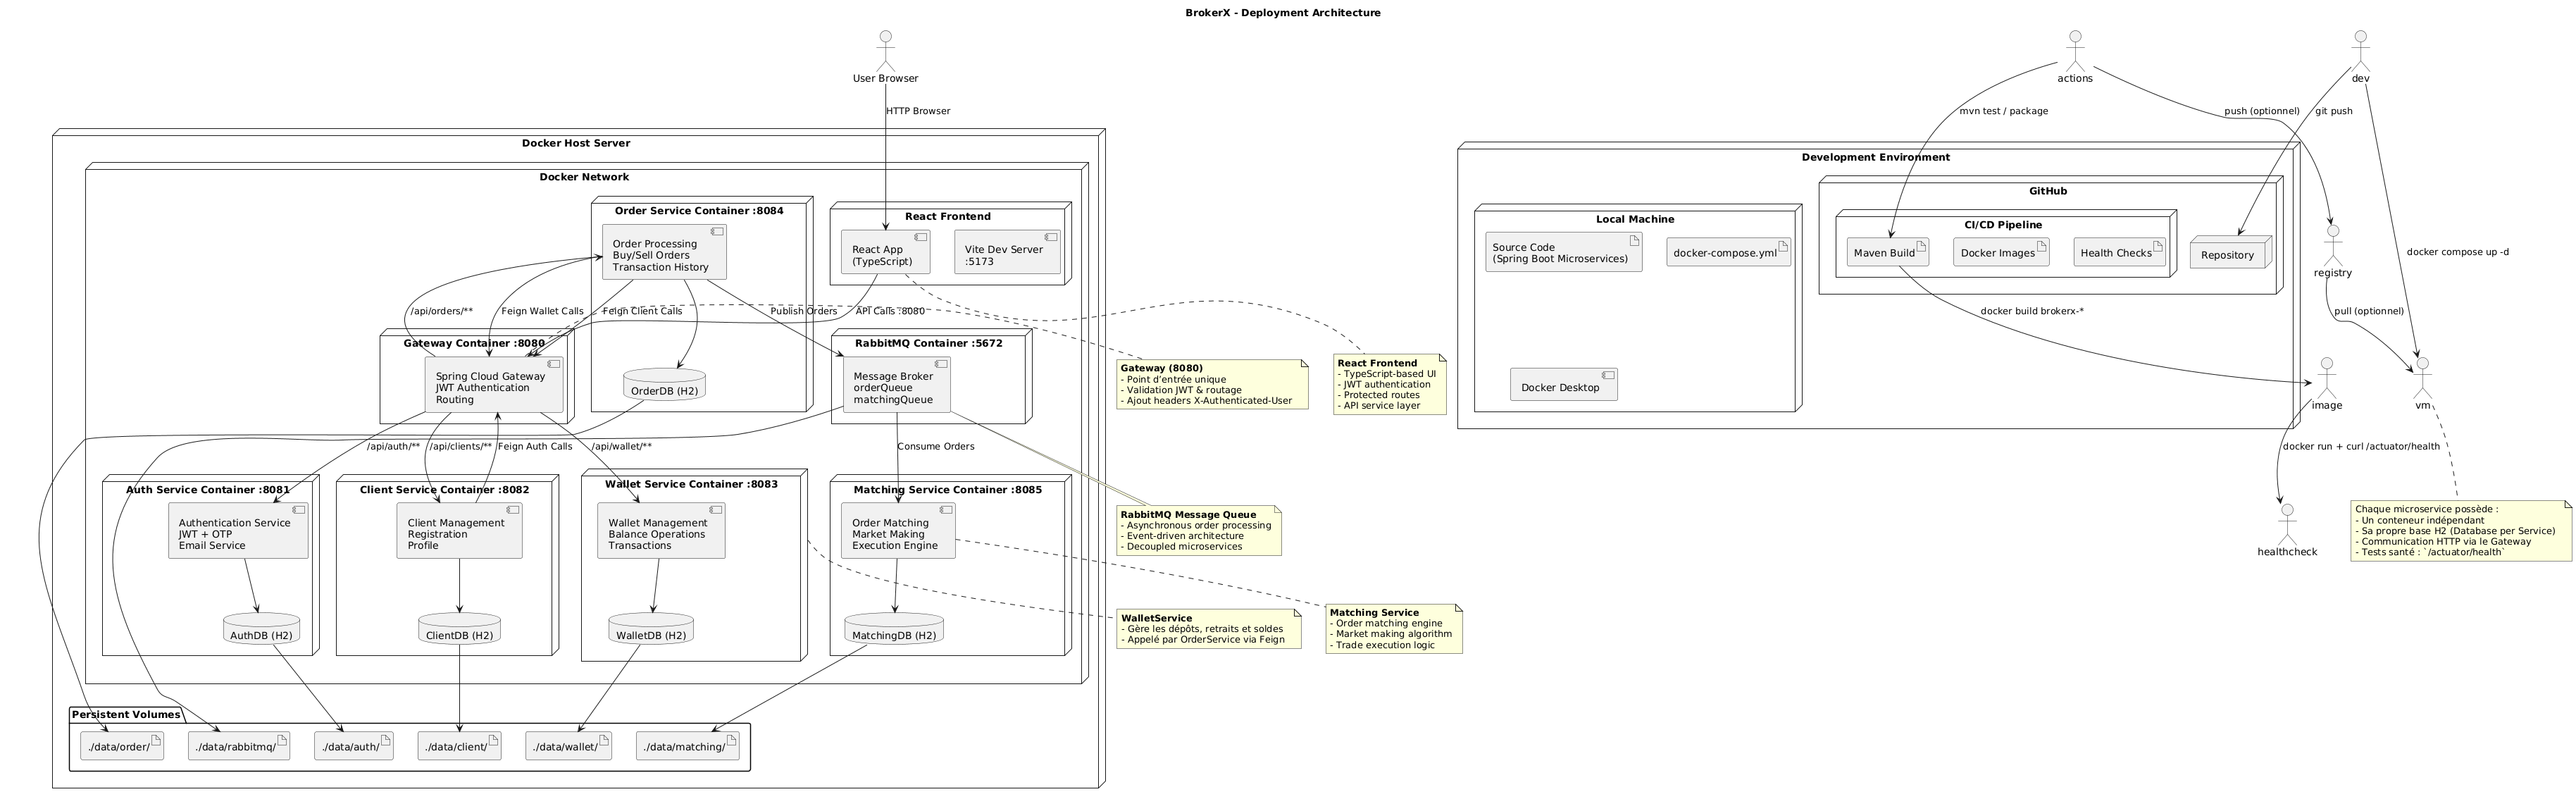 BrokerX - Deployment Architecture
User Browser
actions
dev
HTTP Browser
mvn test / package
push (optionnel)
git push
Docker Host Server
Docker Network
Order Service Container :8084
Order Processing
Buy/Sell Orders
Transaction History
React Frontend
React App
(TypeScript)
Vite Dev Server
:5173
Development Environment
Local Machine
Source Code
(Spring Boot Microservices)
docker-compose.yml
Docker Desktop
GitHub
CI/CD Pipeline
Maven Build
Docker Images
Health Checks
Repository
registry
docker compose up -d
/api/orders/**
Feign Wallet Calls
Feign Client Calls
Publish Orders
API Calls :8080
docker build brokerx-*
pull (optionnel)
Gateway Container :8080
Spring Cloud Gateway
JWT Authentication
Routing
OrderDB (H2)
RabbitMQ Container :5672
Message Broker
orderQueue
matchingQueue
Gateway (8080)
- Point d'entrée unique
- Validation JWT & routage
- Ajout headers X-Authenticated-User
React Frontend
- TypeScript-based UI
- JWT authentication
- Protected routes
- API service layer
image
vm
/api/auth/**
/api/clients/**
Feign Auth Calls
/api/wallet/**
Consume Orders
docker run + curl /actuator/health
Auth Service Container :8081
Authentication Service
JWT + OTP
Email Service
AuthDB (H2)
Client Service Container :8082
Client Management
Registration
Profile
ClientDB (H2)
Wallet Service Container :8083
Wallet Management
Balance Operations
Transactions
WalletDB (H2)
Matching Service Container :8085
Order Matching
Market Making
Execution Engine
MatchingDB (H2)
RabbitMQ Message Queue
- Asynchronous order processing
- Event-driven architecture
- Decoupled microservices
healthcheck
Chaque microservice possède :
- Un conteneur indépendant
- Sa propre base H2 (Database per Service)
- Communication HTTP via le Gateway
- Tests santé : `/actuator/health`
WalletService
- Gère les dépôts, retraits et soldes
- Appelé par OrderService via Feign
Matching Service
- Order matching engine
- Market making algorithm
- Trade execution logic
Persistent Volumes
./data/order/
./data/rabbitmq/
./data/auth/
./data/client/
./data/wallet/
./data/matching/